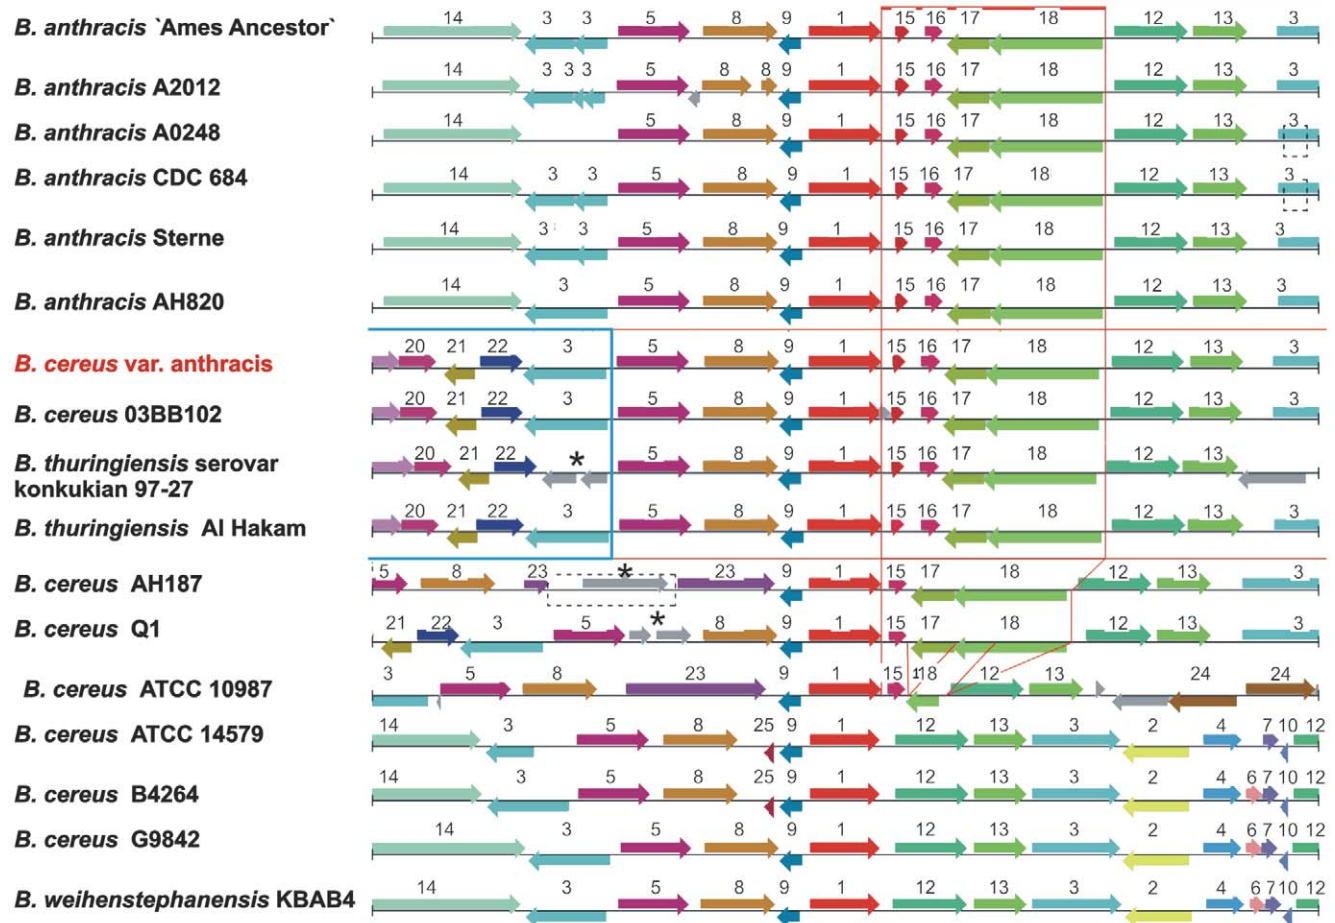 14 3 3 5 8 9 1 15 16 17 18 12 13 3
B. anthracis `Ames Ancestor`
14 3 3 3 5 8 8 9 1 15 16 17 18 12 13 3
B. anthracis A2012
14 5 8 9 1 15 16 17 18 12 13 3
B. anthracis A0248
14 3 3 5 8 9 1 15 16 17 18 12 13 3
B. anthracis CDC 684
14 3 3 5 8 9 1 15 16 17 18 12 13 3
B. anthracis Sterne
14 3 5 8 9 1 15 16 17 18 12 13 3
B. anthracis AH820
20 21 22 3 5 8 9 1 15 16 17 18 12 13 3
B. cereus var. anthracis
20 21 22 3 5 8 9 1 15 16 17 18 12 13 3
B. cereus 03BB102
20 21 22 * 5 8 9 1 15 16 17 18 12 13
B. thuringiensis serovar
konkukian 97-27
20 21 22 3 5 8 9 1 15 16 17 18 12 13 3
B. thuringiensis Al Hakam
5 8 23 * 23 9 1 15 17 18 12 13 3
B. cereus AH187
21 22 3 5 * 8 9 1 15 17 18 12 13 3
B. cereus Q1
3 5 8 23 9 1 15 18 12 13 24 24
B. cereus ATCC 10987
14 3 5 8 25 9 1 12 13 3 2 4 7 10 12
B. cereus ATCC 14579
14 3 5 8 25 9 1 12 13 3 2 4 6 7 10 12
B. cereus B4264
14 3 5 8 9 1 12 13 3 2 4 6 7 10 12
B. cereus G9842
14 3 5 8 9 1 12 13 3 2 4 6 7 10 12
B. weihenstephanensis KBAB4